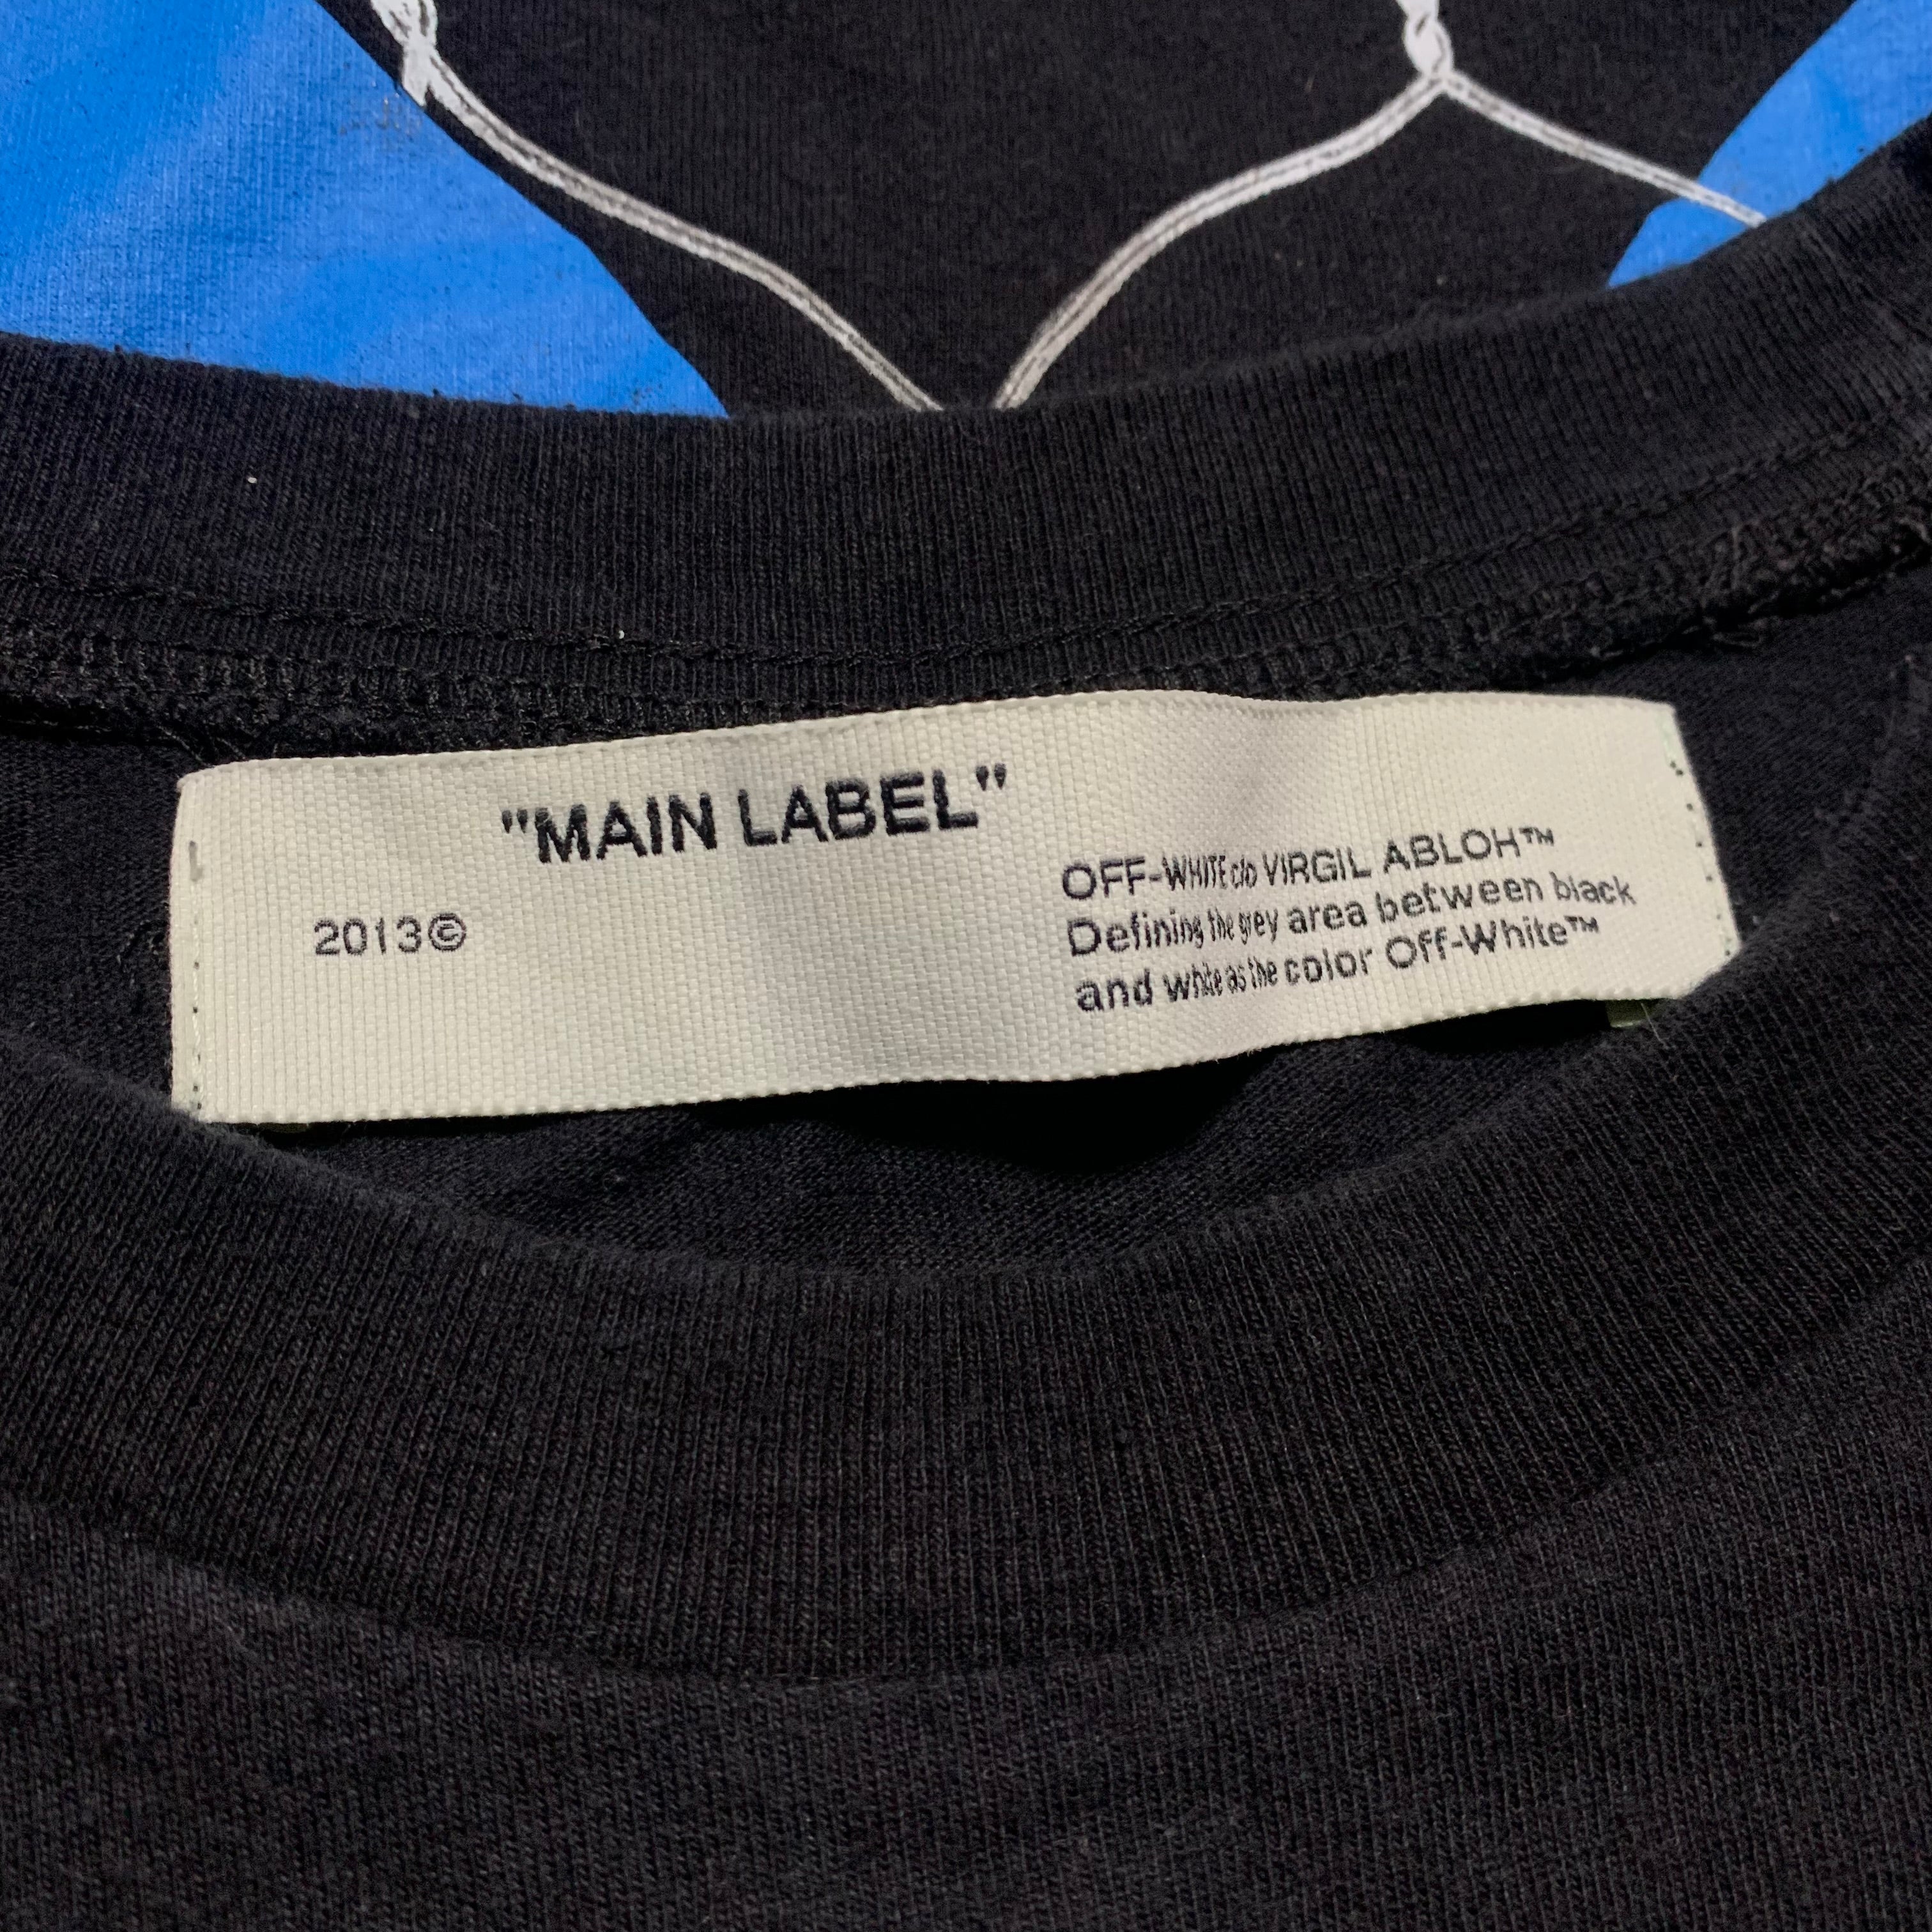 "MAIN LABEL"
2013©
OFF-WHITE c/o VIRGIL ABLOH™
Defining the grey area between black
and white as the color Off-White™